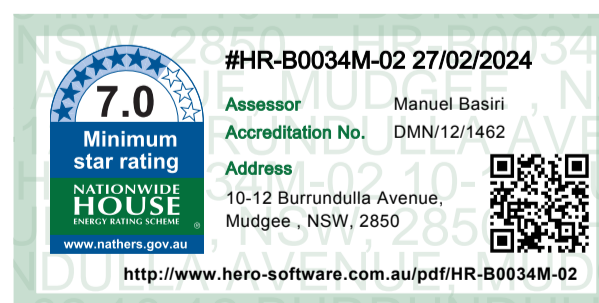 #HR-B0034M-02 27/02/2024
7.0
Minimum
star rating
NATIONWIDE
HOUSE
ENERGY RATING SCHEME
®
www.nathers.gov.au
Assessor Manuel Basiri
Accreditation No. DMN/12/1462
Address
10-12 Burrundulla Avenue,
Mudgee , NSW, 2850
http://www.hero-software.com.au/pdf/HR-B0034M-02